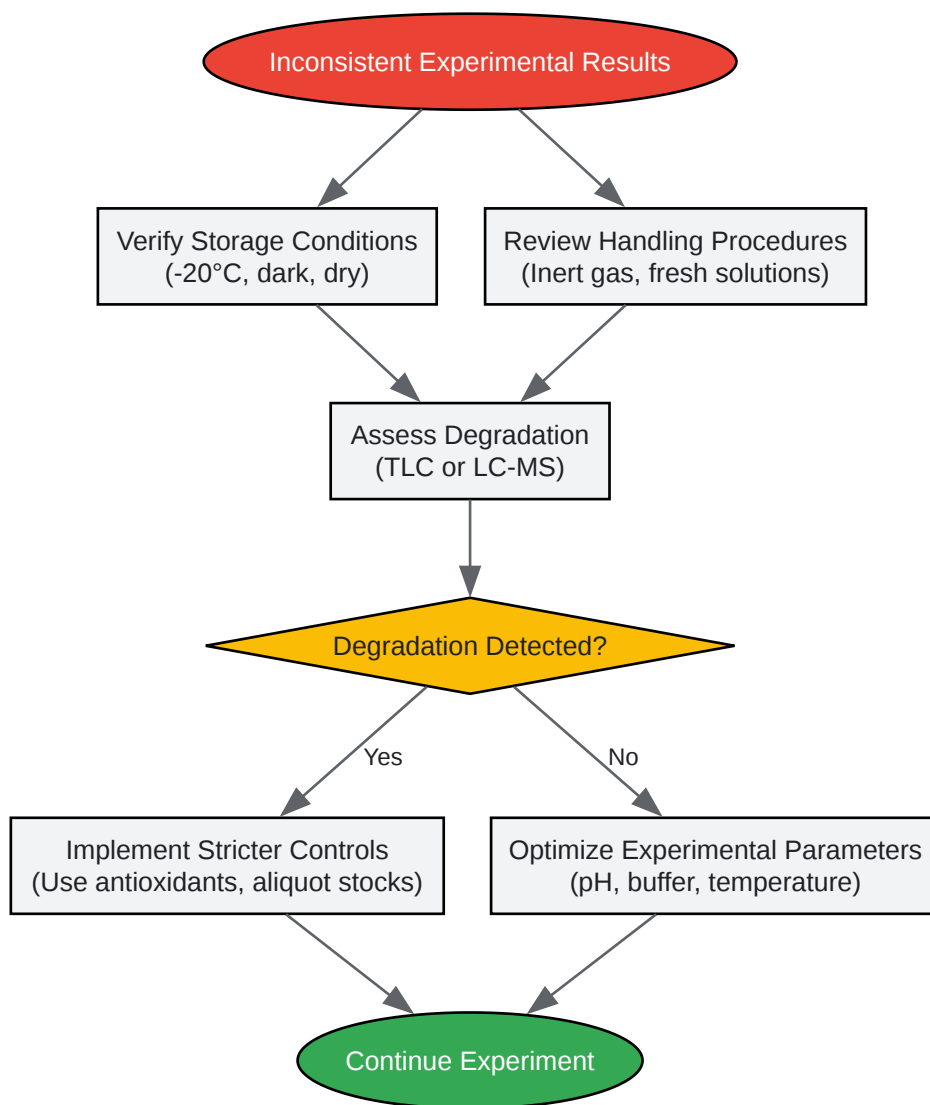 Inconsistent Experimental Results
Verify Storage Conditions
(-20°C, dark, dry)
Review Handling Procedures
(Inert gas, fresh solutions)
Assess Degradation
(TLC or LC-MS)
Degradation Detected?
Yes
No
Implement Stricter Controls
(Use antioxidants, aliquot stocks)
Optimize Experimental Parameters
(pH, buffer, temperature)
Continue Experiment